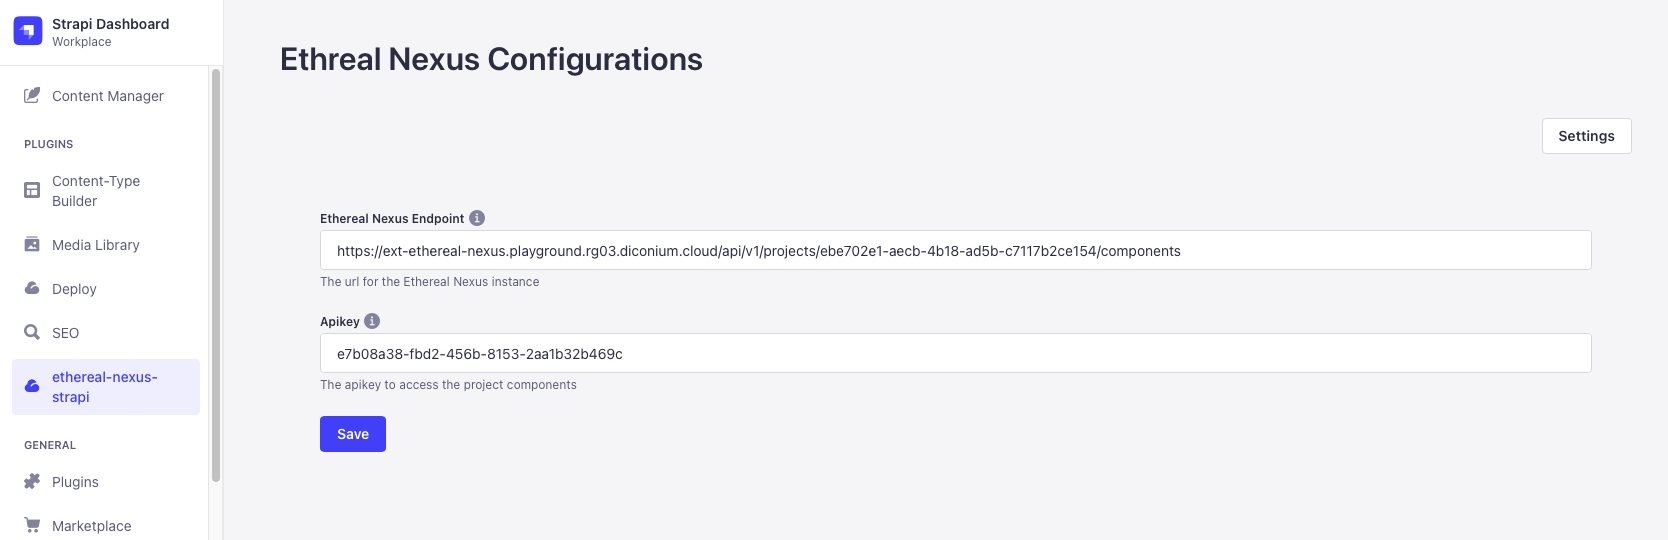 Strapi Dashboard
Workplace
Content Manager
PLUGINS
Content-Type
Builder
Media Library
Deploy
SEO
ethereal-nexus-
strapi
GENERAL
Plugins
Marketplace
Ethreal Nexus Configurations
Settings
Ethereal Nexus Endpoint
https://ext-ethereal-nexus.playground.rg03.diconium.cloud/api/v1/projects/ebe702e1-aecb-4b18-ad5b-c7117b2ce154/components
The url for the Ethereal Nexus instance
Apikey
e7b08a38-fbd2-456b-8153-2aa1b32b469c
The apikey to access the project components
Save